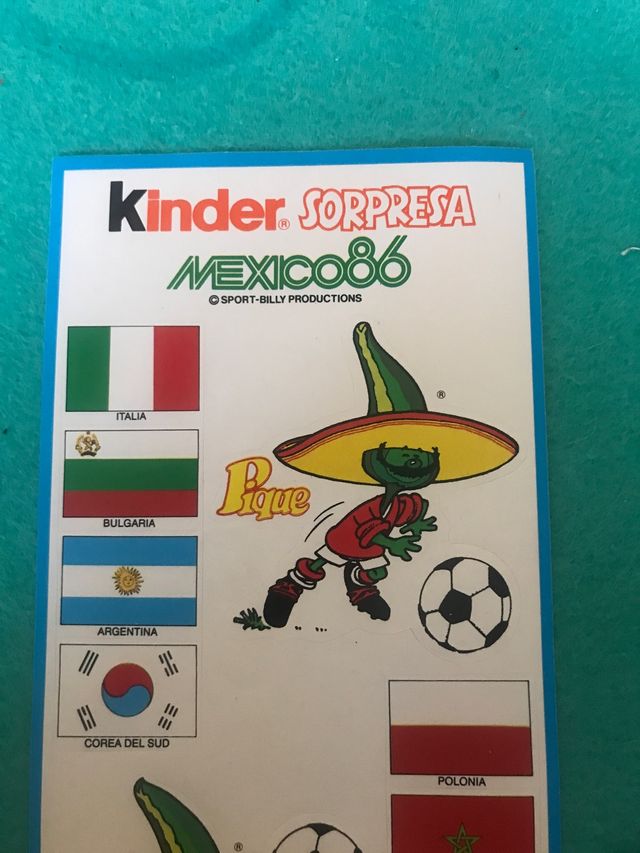 Kinder® SORPRESA
MEXICO86
© SPORT-BILLY PRODUCTIONS
ITALIA
®
BULGARIA
Pique
ARGENTINA
COREA DEL SUD
POLONIA
®